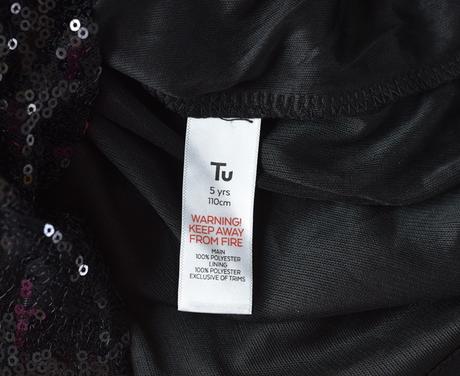 Tu
5 yrs
110cm
WARNING!
KEEP AWAY
FROM FIRE
MAIN
100% POLYESTER
LINING
100% POLYESTER
EXCLUSIVE OF TRIMS